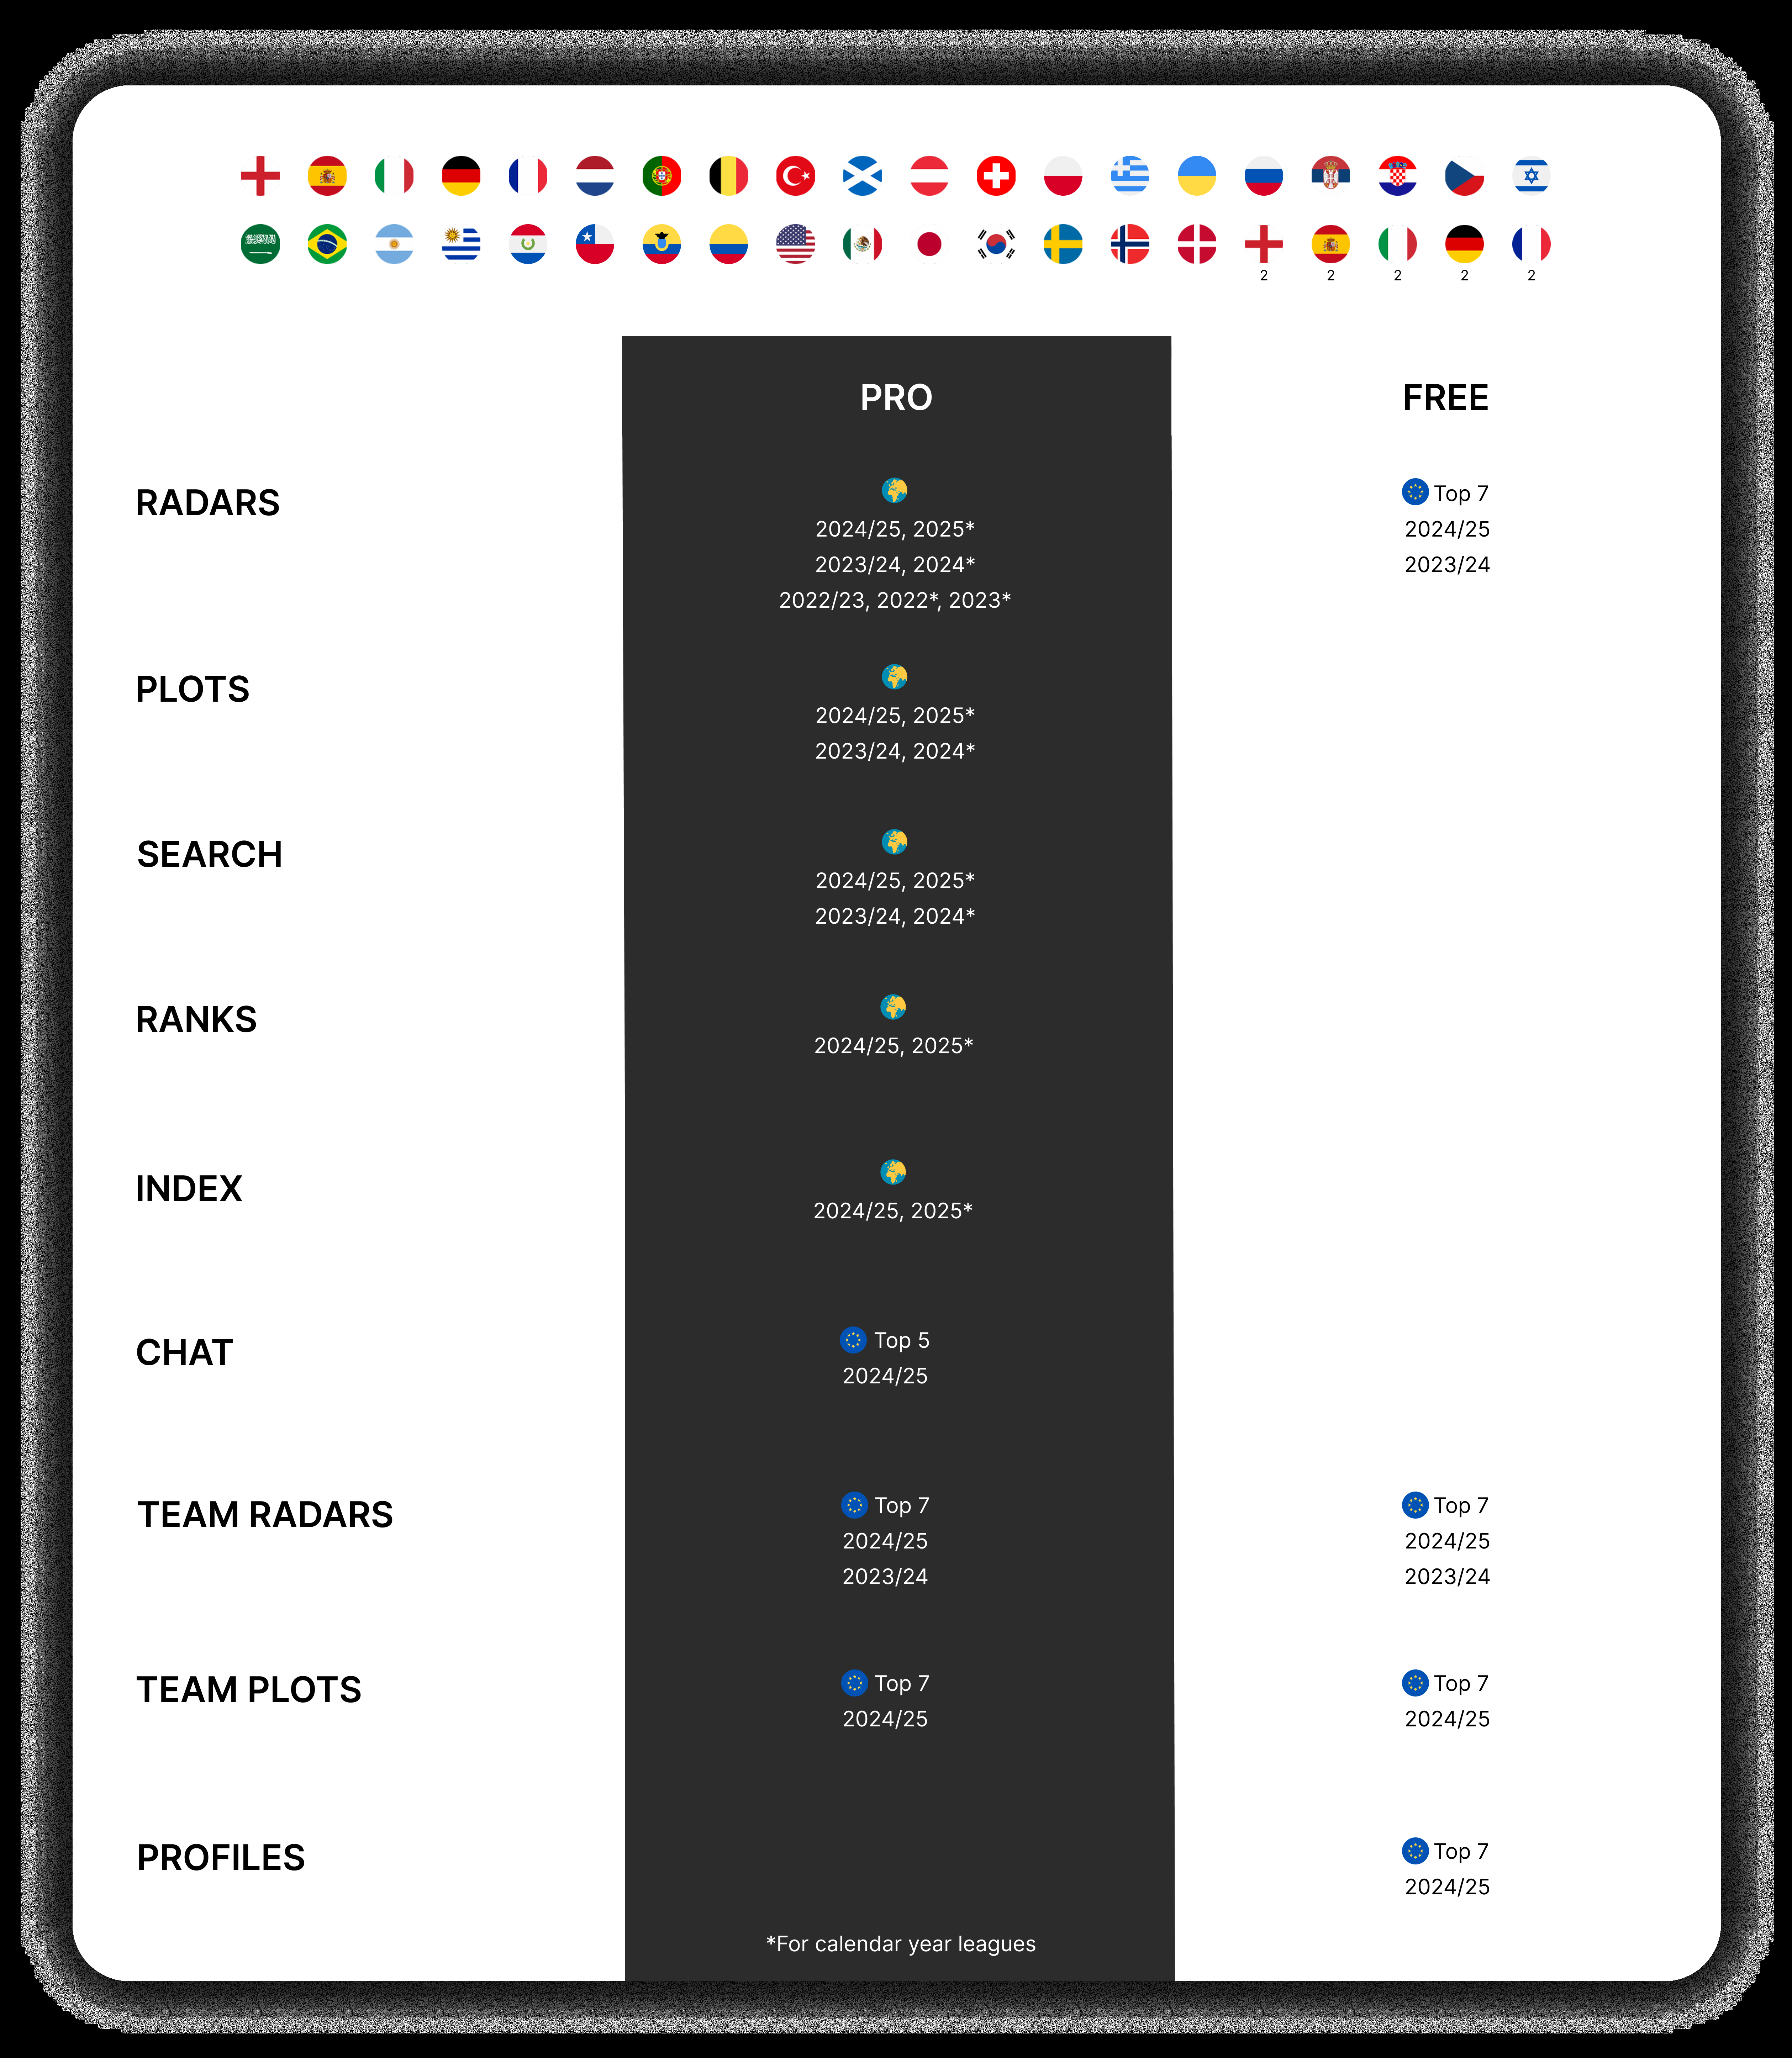 2 2 2 2 2
PRO FREE
RADARS
Top 7
2024/25, 2025* 2024/25
2023/24, 2024* 2023/24
2022/23, 2022*, 2023*
PLOTS
2024/25, 2025*
2023/24, 2024*
SEARCH
2024/25, 2025*
2023/24, 2024*
RANKS
2024/25, 2025*
INDEX
2024/25, 2025*
CHAT
Top 5
2024/25
TEAM RADARS
Top 7 Top 7
2024/25 2024/25
2023/24 2023/24
TEAM PLOTS
Top 7 Top 7
2024/25 2024/25
PROFILES
Top 7
2024/25
*For calendar year leagues